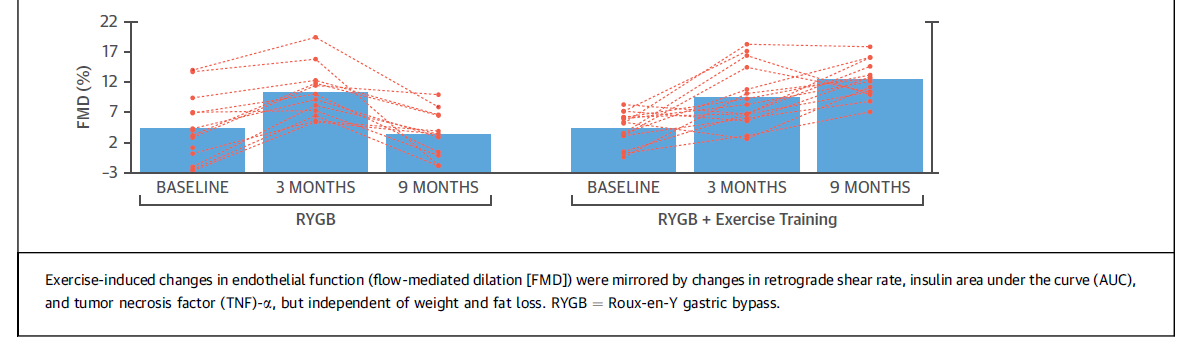 22
17
12
7
2
–3
FMD (%)
BASELINE 3 MONTHS 9 MONTHS
RYGB
BASELINE 3 MONTHS 9 MONTHS
RYGB + Exercise Training
Exercise-induced changes in endothelial function (flow-mediated dilation [FMD]) were mirrored by changes in retrograde shear rate, insulin area under the curve (AUC),
and tumor necrosis factor (TNF)-α, but independent of weight and fat loss. RYGB = Roux-en-Y gastric bypass.